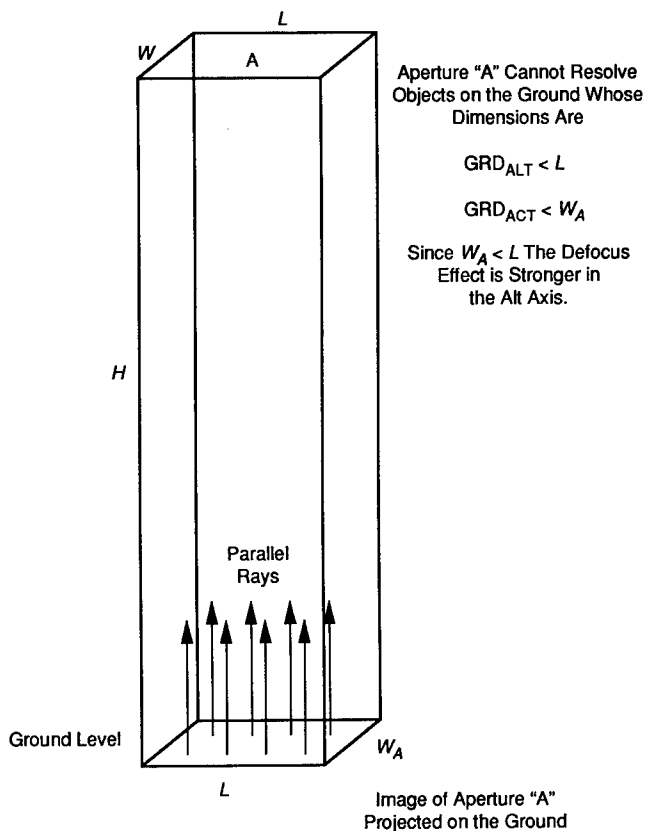 L
W
A
Aperture “A” Cannot Resolve
Objects on the Ground Whose
Dimensions Are
GRD_ALT < L
GRD_ACT < W_A
Since W_A < L The Defocus
Effect is Stronger in
the Alt Axis.
H
Parallel
Rays
Ground Level
W_A
L
Image of Aperture “A”
Projected on the Ground